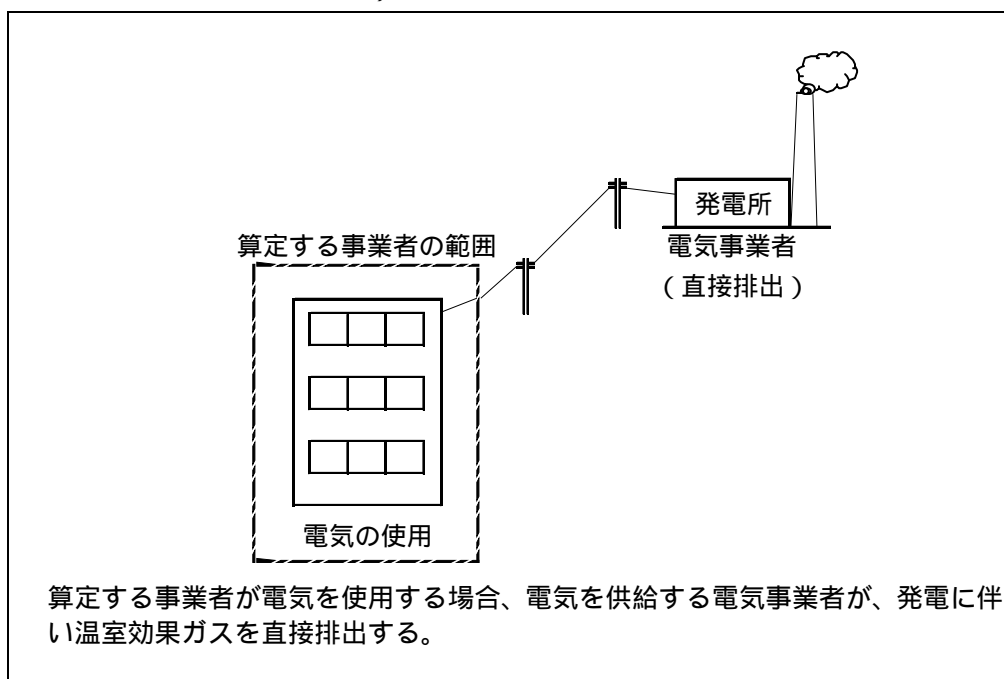 発電所
電気事業者
(直接排出)
算定する事業者の範囲
電気の使用
算定する事業者が電気を使用する場合、電気を供給する電気事業者が、発電に伴
い温室効果ガスを直接排出する。